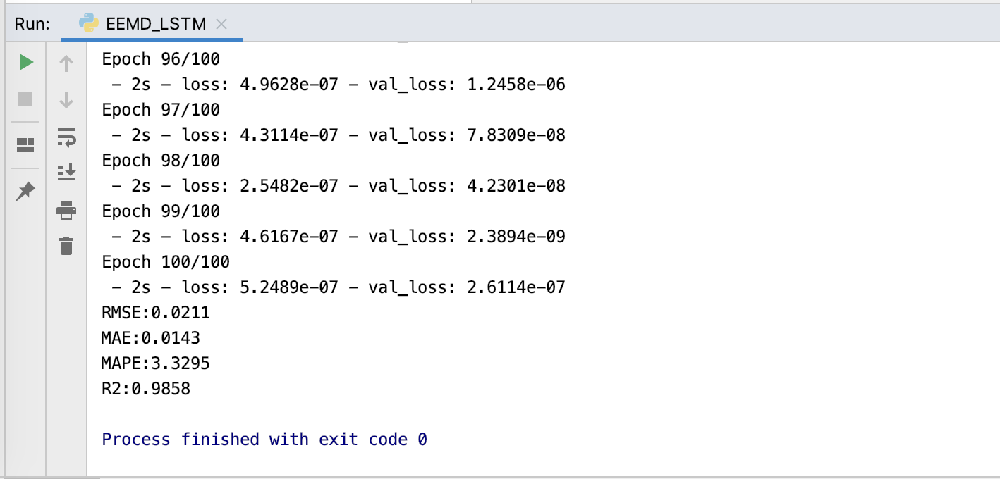 Run: EEMD_LSTM
Epoch 96/100
 - 2s - loss: 4.9628e-07 - val_loss: 1.2458e-06
Epoch 97/100
 - 2s - loss: 4.3114e-07 - val_loss: 7.8309e-08
Epoch 98/100
 - 2s - loss: 2.5482e-07 - val_loss: 4.2301e-08
Epoch 99/100
 - 2s - loss: 4.6167e-07 - val_loss: 2.3894e-09
Epoch 100/100
 - 2s - loss: 5.2489e-07 - val_loss: 2.6114e-07
RMSE:0.0211
MAE:0.0143
MAPE:3.3295
R2:0.9858
Process finished with exit code 0